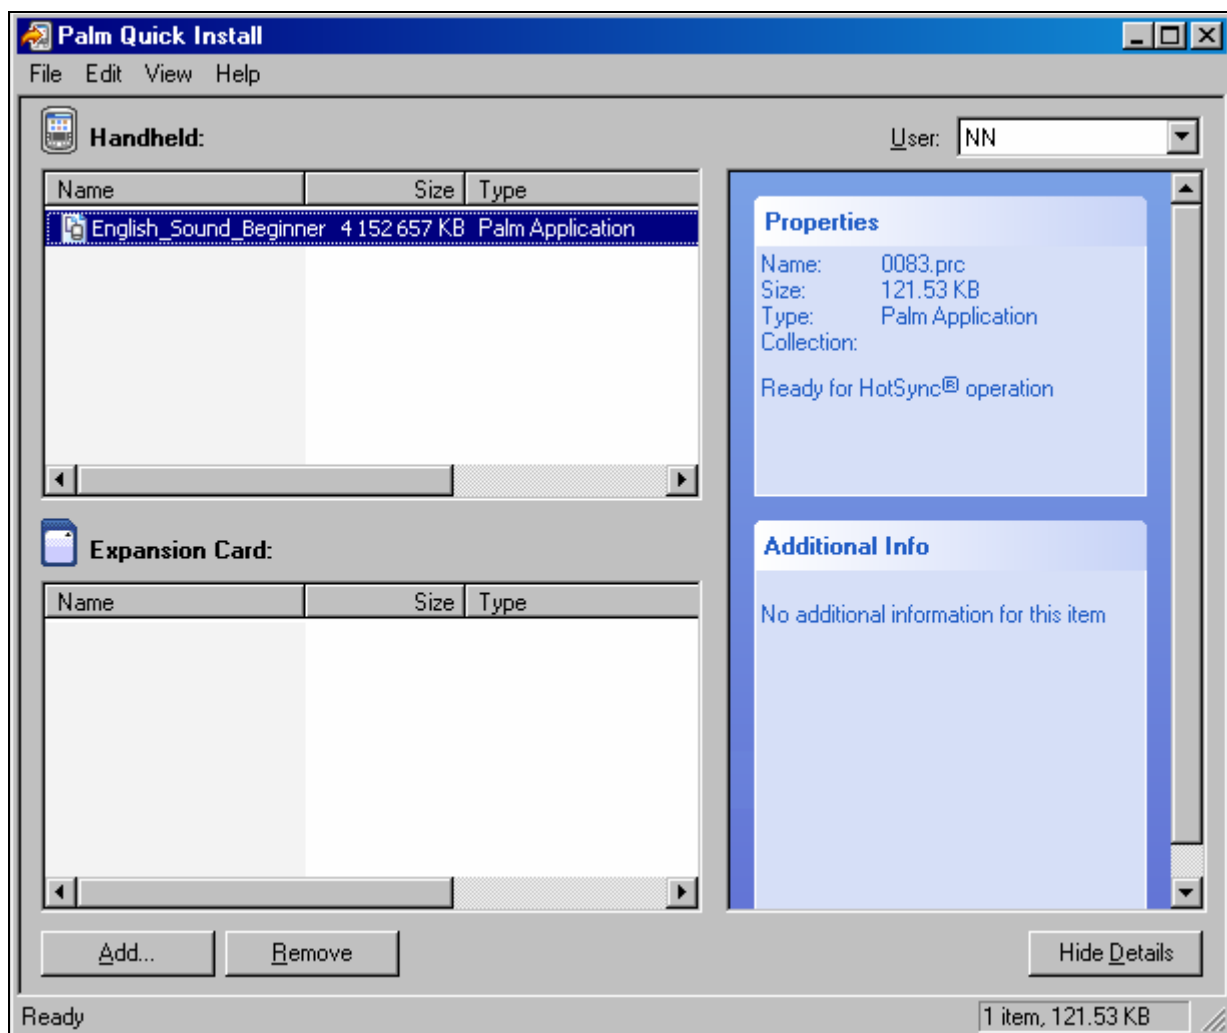 Palm Quick Install
File Edit View Help
Handheld:
User: NN
Name Size Type
English_Sound_Beginner 4 152 657 KB Palm Application
Properties
Name: 0083.prc
Size: 121.53 KB
Type: Palm Application
Collection:
Ready for HotSync® operation
Expansion Card:
Name Size Type
Additional Info
No additional information for this item
Add... Remove Hide Details
Ready 1 item, 121.53 KB